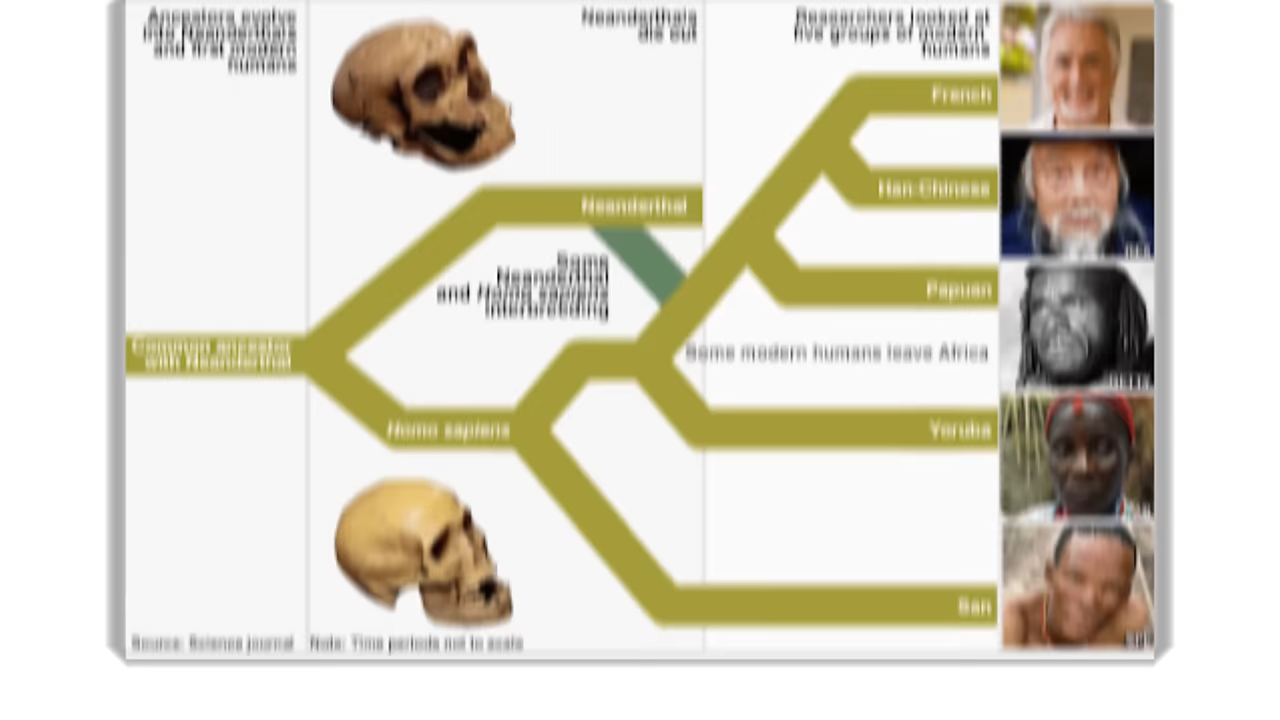 Ancestors evolve
into Neanderthals
and first modern
humans
Neanderthals
die out
Researchers looked at
five groups of modern
humans
French
Han Chinese
Neanderthal
Some
Neanderthal
and Homo sapiens
interbreeding
Papuan
Common ancestor
with Neanderthal
Some modern humans leave Africa
Homo sapiens
Yoruba
San
Source: Science journal
Note: Time periods not to scale